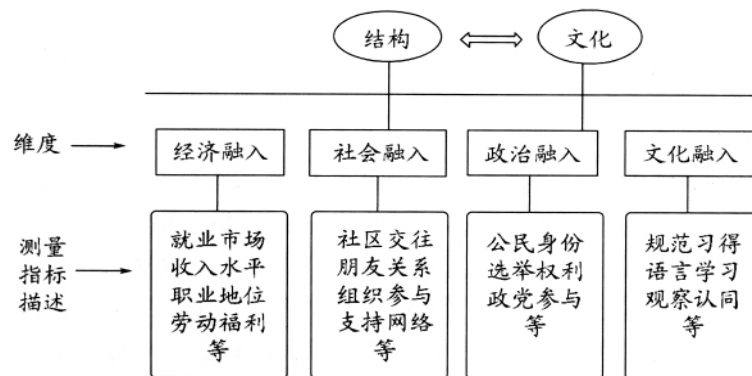 结构
文化
维度
经济融入
社会融入
政治融入
文化融入
测量
指标
描述
就业市场
收入水平
职业地位
劳动福利
等
社区交往
朋友关系
组织参与
支持网络
等
公民身份
选举权利
政党参与
等
规范习得
语言学习
观察认同
等